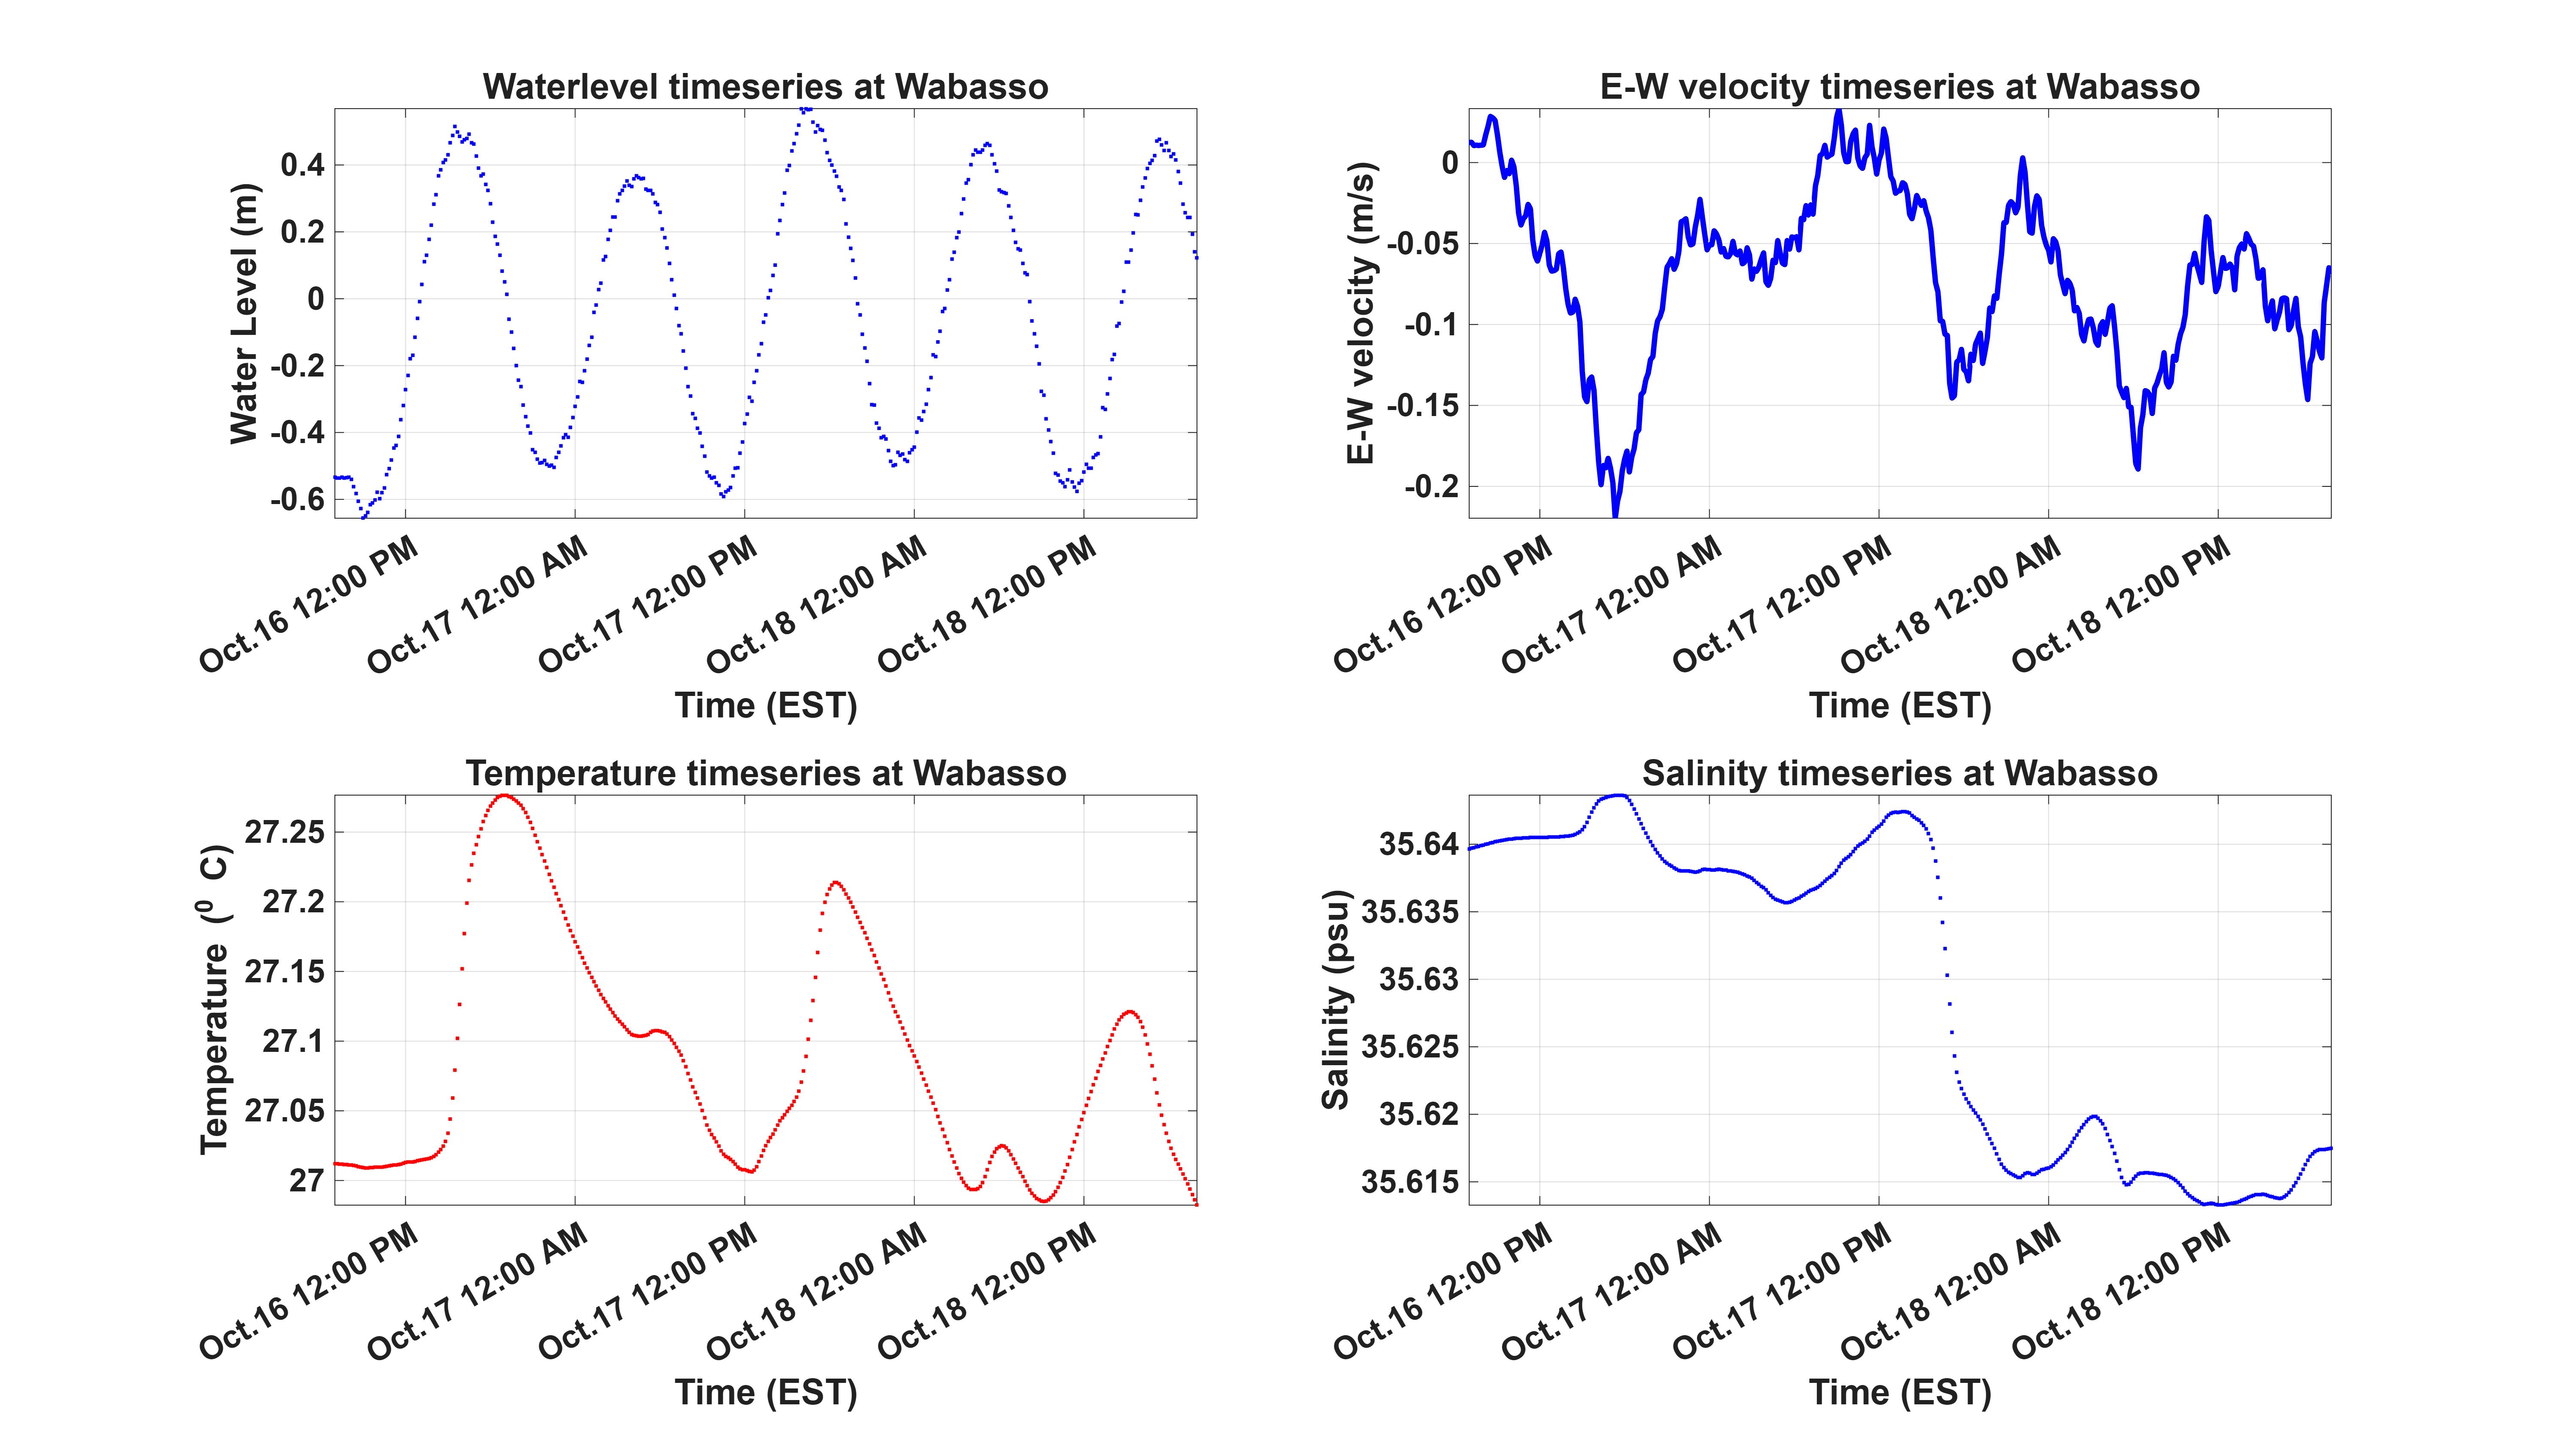 Waterlevel timeseries at Wabasso
Water Level (m)
0.4
0.2
0
-0.2
-0.4
-0.6
Oct.16 12:00 PM
Oct.17 12:00 AM
Oct.17 12:00 PM
Oct.18 12:00 AM
Oct.18 12:00 PM
Time (EST)
E-W velocity timeseries at Wabasso
E-W velocity (m/s)
0
-0.05
-0.1
-0.15
-0.2
Oct.16 12:00 PM
Oct.17 12:00 AM
Oct.17 12:00 PM
Oct.18 12:00 AM
Oct.18 12:00 PM
Time (EST)
Temperature timeseries at Wabasso
Temperature (⁰ C)
27.25
27.2
27.15
27.1
27.05
27
Oct.16 12:00 PM
Oct.17 12:00 AM
Oct.17 12:00 PM
Oct.18 12:00 AM
Oct.18 12:00 PM
Time (EST)
Salinity timeseries at Wabasso
Salinity (psu)
35.64
35.635
35.63
35.625
35.62
35.615
Oct.16 12:00 PM
Oct.17 12:00 AM
Oct.17 12:00 PM
Oct.18 12:00 AM
Oct.18 12:00 PM
Time (EST)